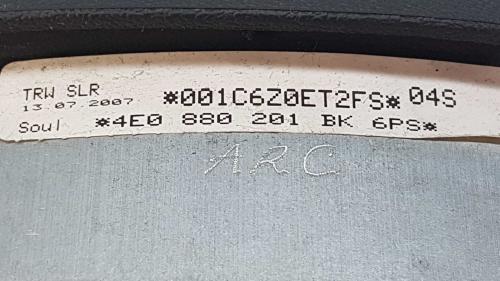 TRW SLR *001C6Z0ET2FS* 04S
13.07.2007
Soul *4E0 880 201 BK 6PS*
ARC